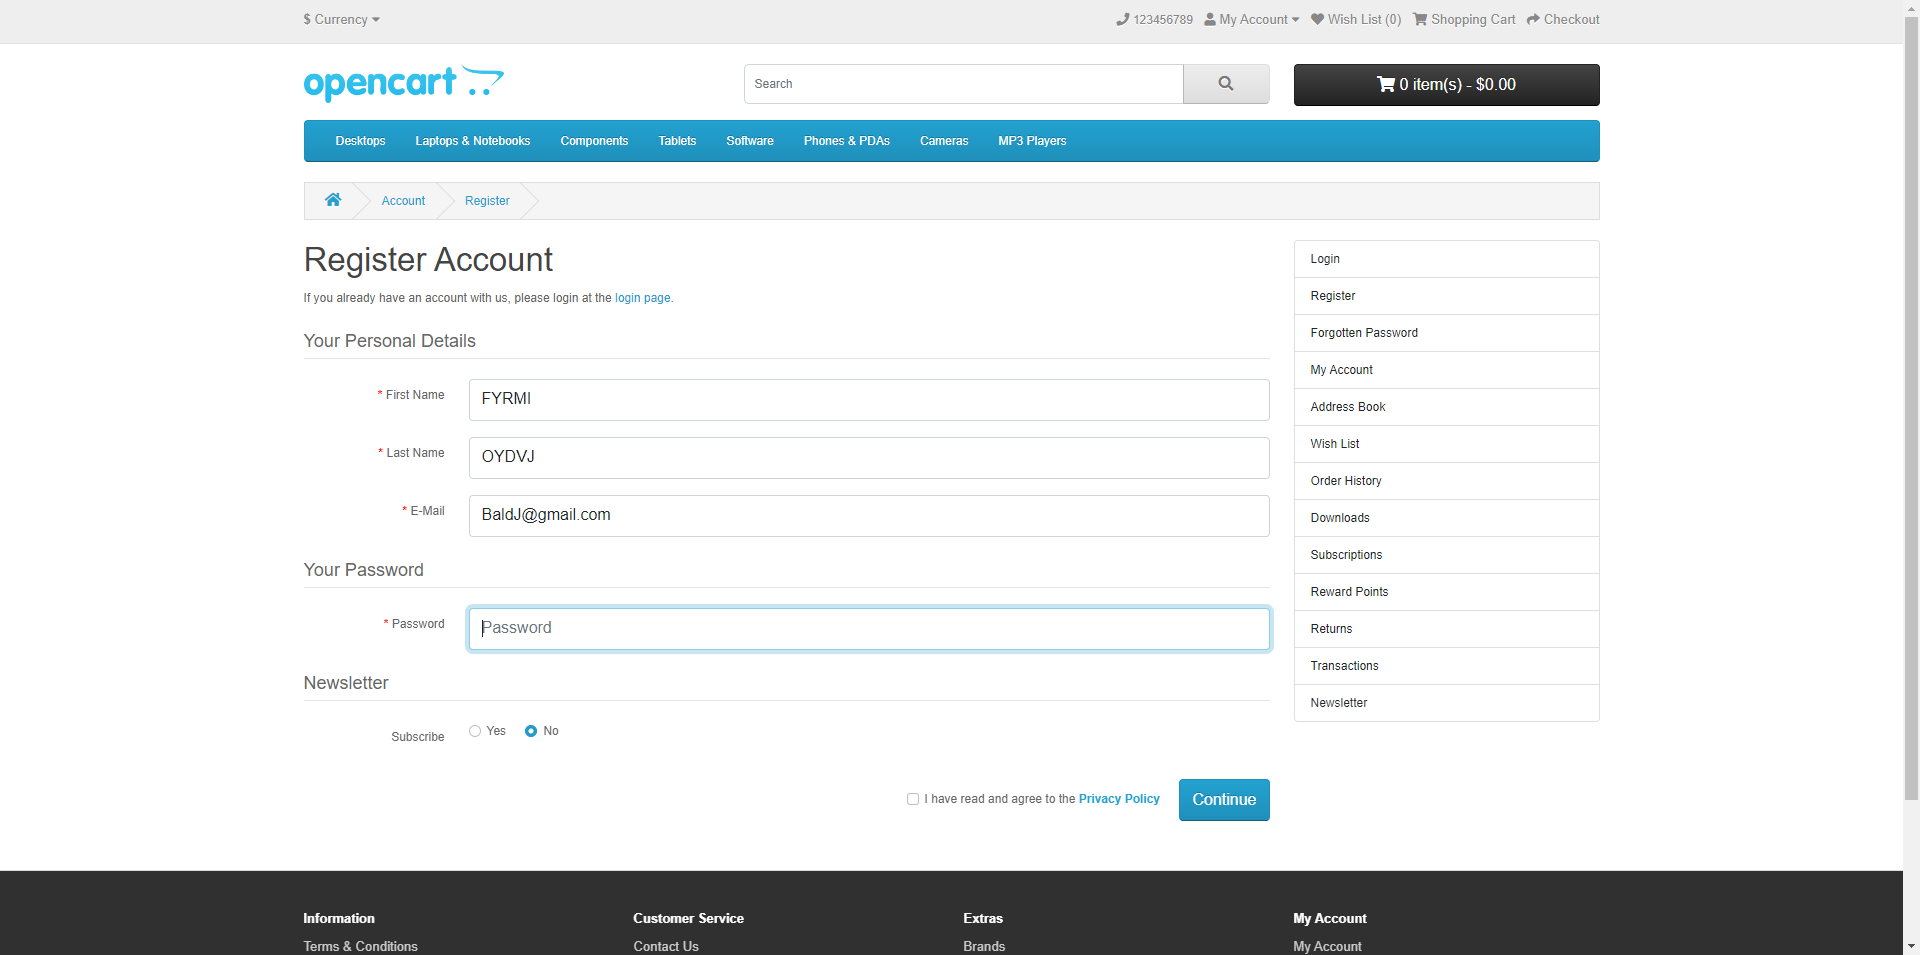 $ Currency
123456789 My Account Wish List (0) Shopping Cart Checkout
opencart
Search
0 item(s) - $0.00
Desktops Laptops & Notebooks Components Tablets Software Phones & PDAs Cameras MP3 Players
Account Register
Register Account
If you already have an account with us, please login at the login page.
Your Personal Details
* First Name FYRMI
* Last Name OYDVJ
* E-Mail BaldJ@gmail.com
Your Password
* Password Password
Newsletter
Subscribe Yes No
I have read and agree to the Privacy Policy Continue
Login
Register
Forgotten Password
My Account
Address Book
Wish List
Order History
Downloads
Subscriptions
Reward Points
Returns
Transactions
Newsletter
Information Customer Service Extras My Account
Terms & Conditions Contact Us Brands My Account